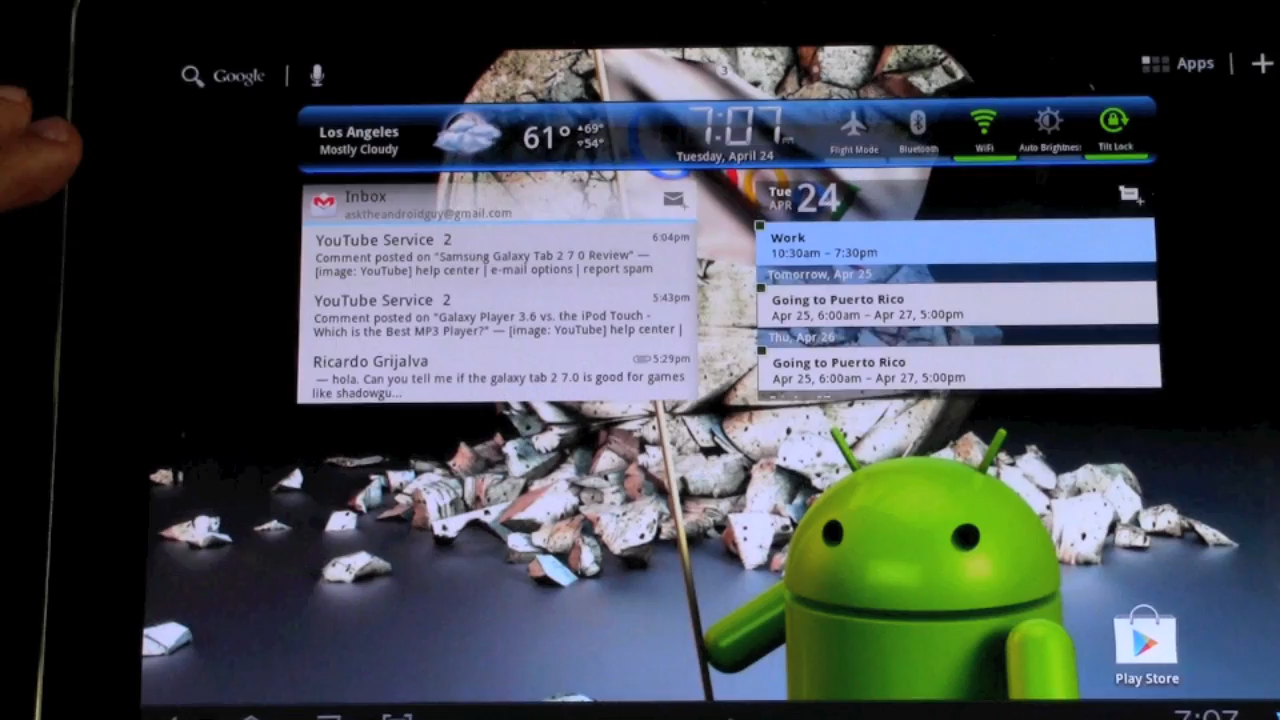 Google
Apps
3
Los Angeles
Mostly Cloudy
61° 69°
54°
7:07 pm
Tuesday, April 24
Flight Mode
Bluetooth
WiFi
Auto Brightness
Tilt Lock
Inbox
asktheandroidguy@gmail.com
YouTube Service 2 6:04pm
Comment posted on "Samsung Galaxy Tab 2 7 0 Review" —
[image: YouTube] help center | e-mail options | report spam
YouTube Service 2 5:43pm
Comment posted on "Galaxy Player 3.6 vs. the iPod Touch -
Which is the Best MP3 Player?" — [image: YouTube] help center |
Ricardo Grijalva 5:29pm
— hola. Can you tell me if the galaxy tab 2 7.0 is good for games
like shadowgu...
Tue
APR 24
Work
10:30am – 7:30pm
Tomorrow, Apr 25
Going to Puerto Rico
Apr 25, 6:00am – Apr 27, 5:00pm
Thu, Apr 26
Going to Puerto Rico
Apr 25, 6:00am – Apr 27, 5:00pm
Play Store
7:07